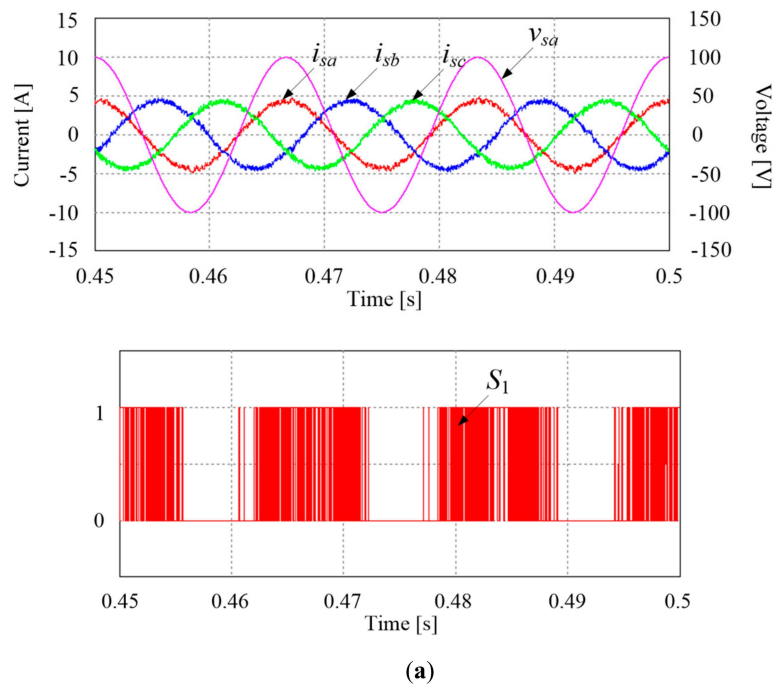 15 150
10 100
5 50
0 0
-5 -50
-10 -100
-15 -150
Current [A]
Voltage [V]
isa isb isc vsa
0.45 0.46 0.47 0.48 0.49 0.5
Time [s]
1
0
S1
0.45 0.46 0.47 0.48 0.49 0.5
Time [s]
(a)